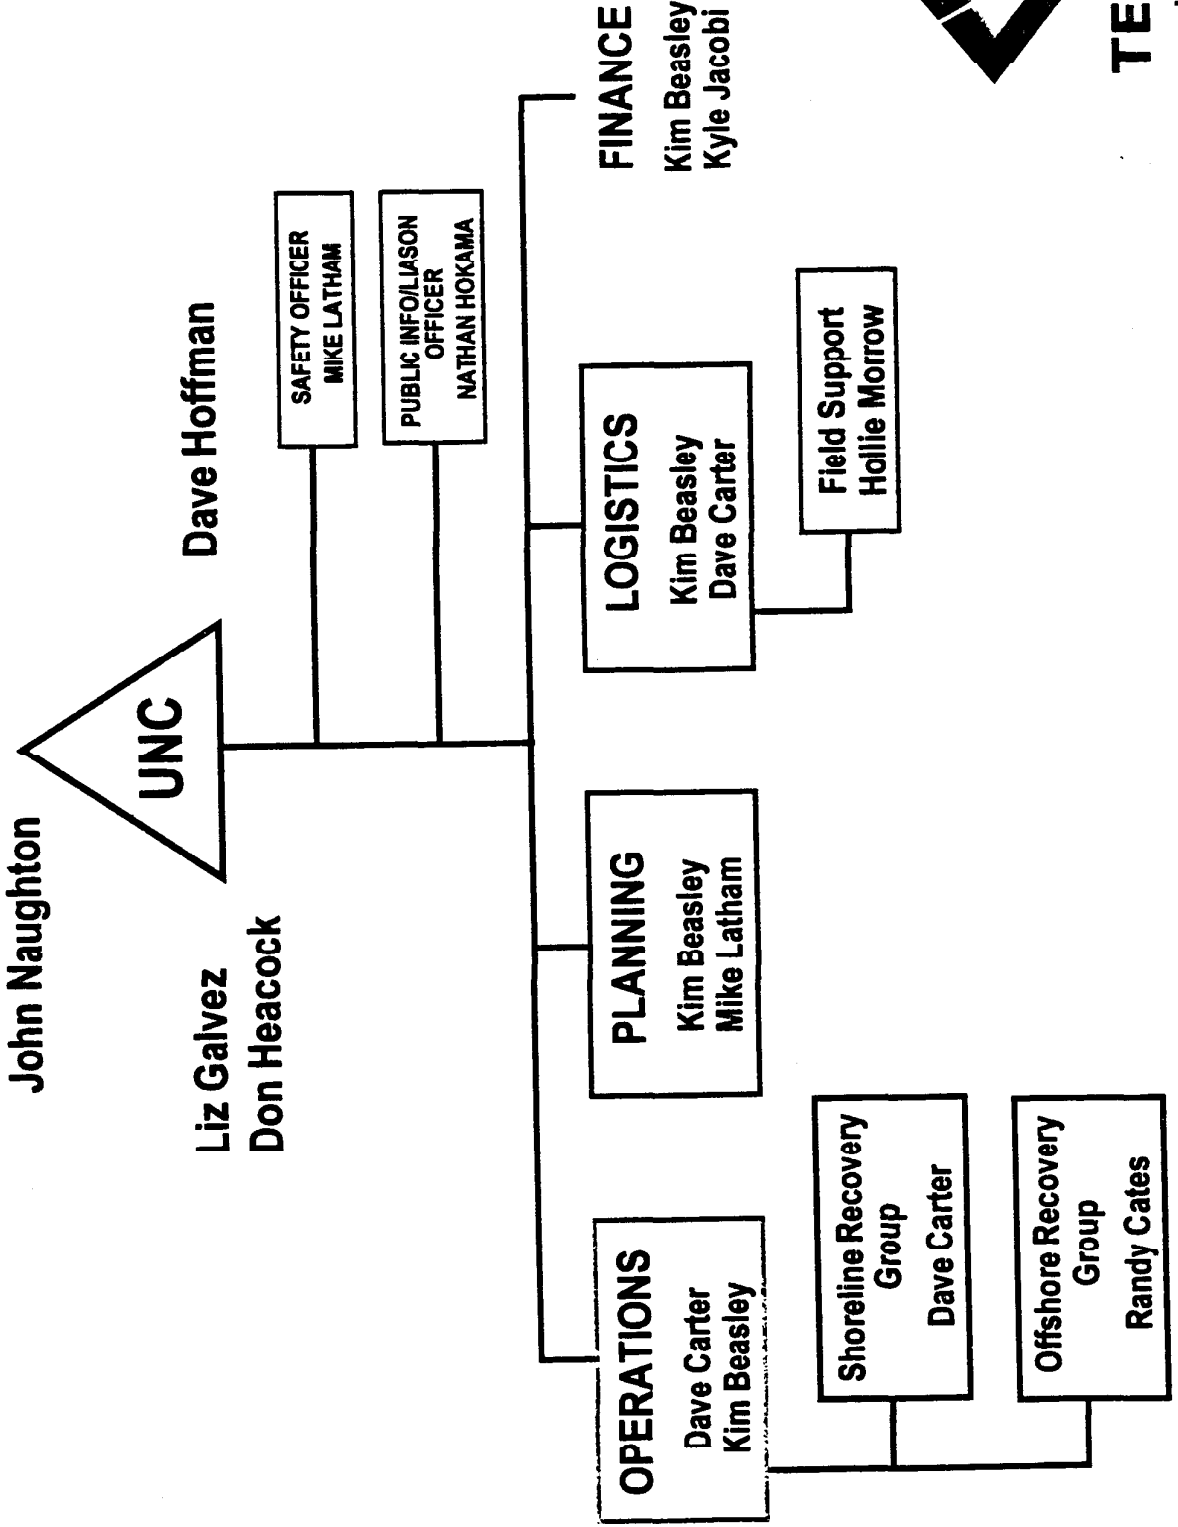 John Naughton
UNC
Dave Hoffman
Liz Galvez
Don Heacock
SAFETY OFFICER
MIKE LATHAM
PUBLIC INFO/LIASON
OFFICER
NATHAN HOKAMA
OPERATIONS
Dave Carter
Kim Beasley
PLANNING
Kim Beasley
Mike Latham
LOGISTICS
Kim Beasley
Dave Carter
FINANCE
Kim Beasley
Kyle Jacobi
Shoreline Recovery
Group
Dave Carter
Offshore Recovery
Group
Randy Cates
Field Support
Hollie Morrow
TE